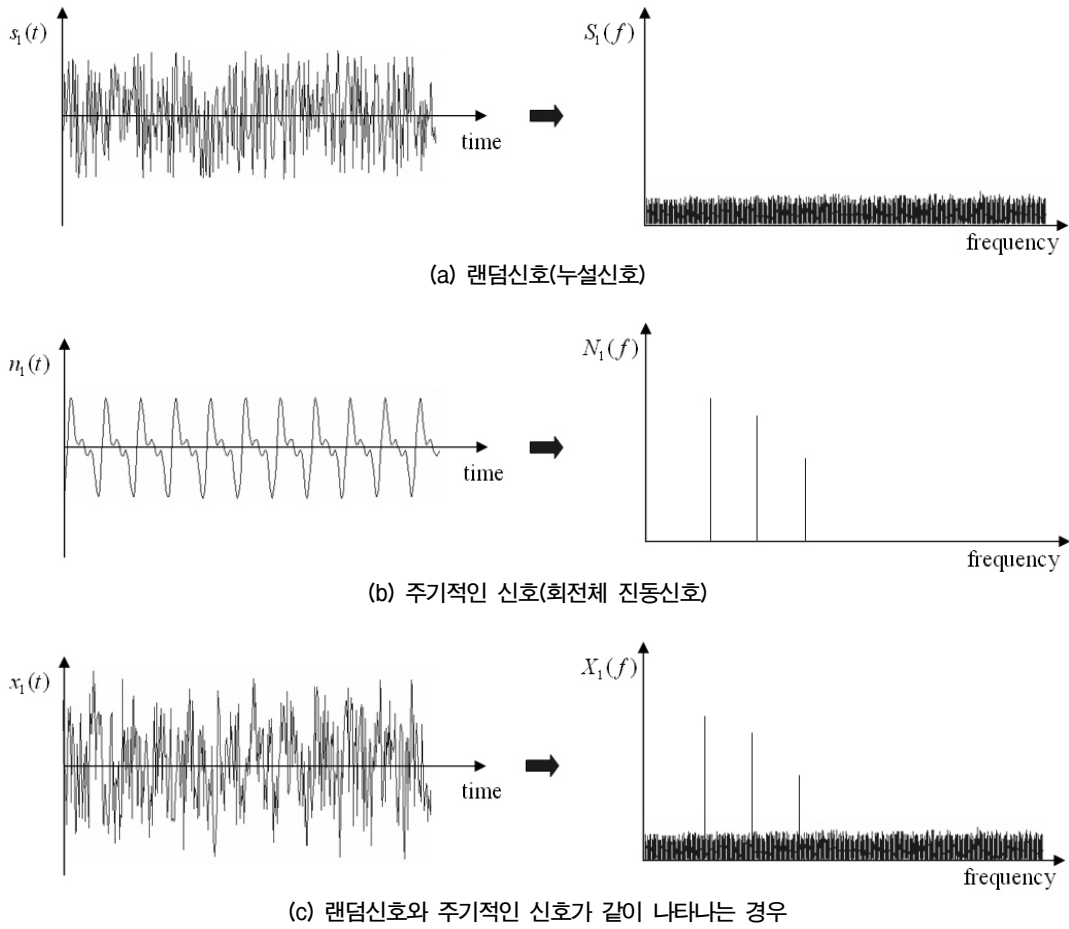 s₁(t)
S₁(f)
time
frequency
(a) 랜덤신호(누설신호)
n₁(t)
N₁(f)
time
frequency
(b) 주기적인 신호(회전체 진동신호)
x₁(t)
X₁(f)
time
frequency
(c) 랜덤신호와 주기적인 신호가 같이 나타나는 경우